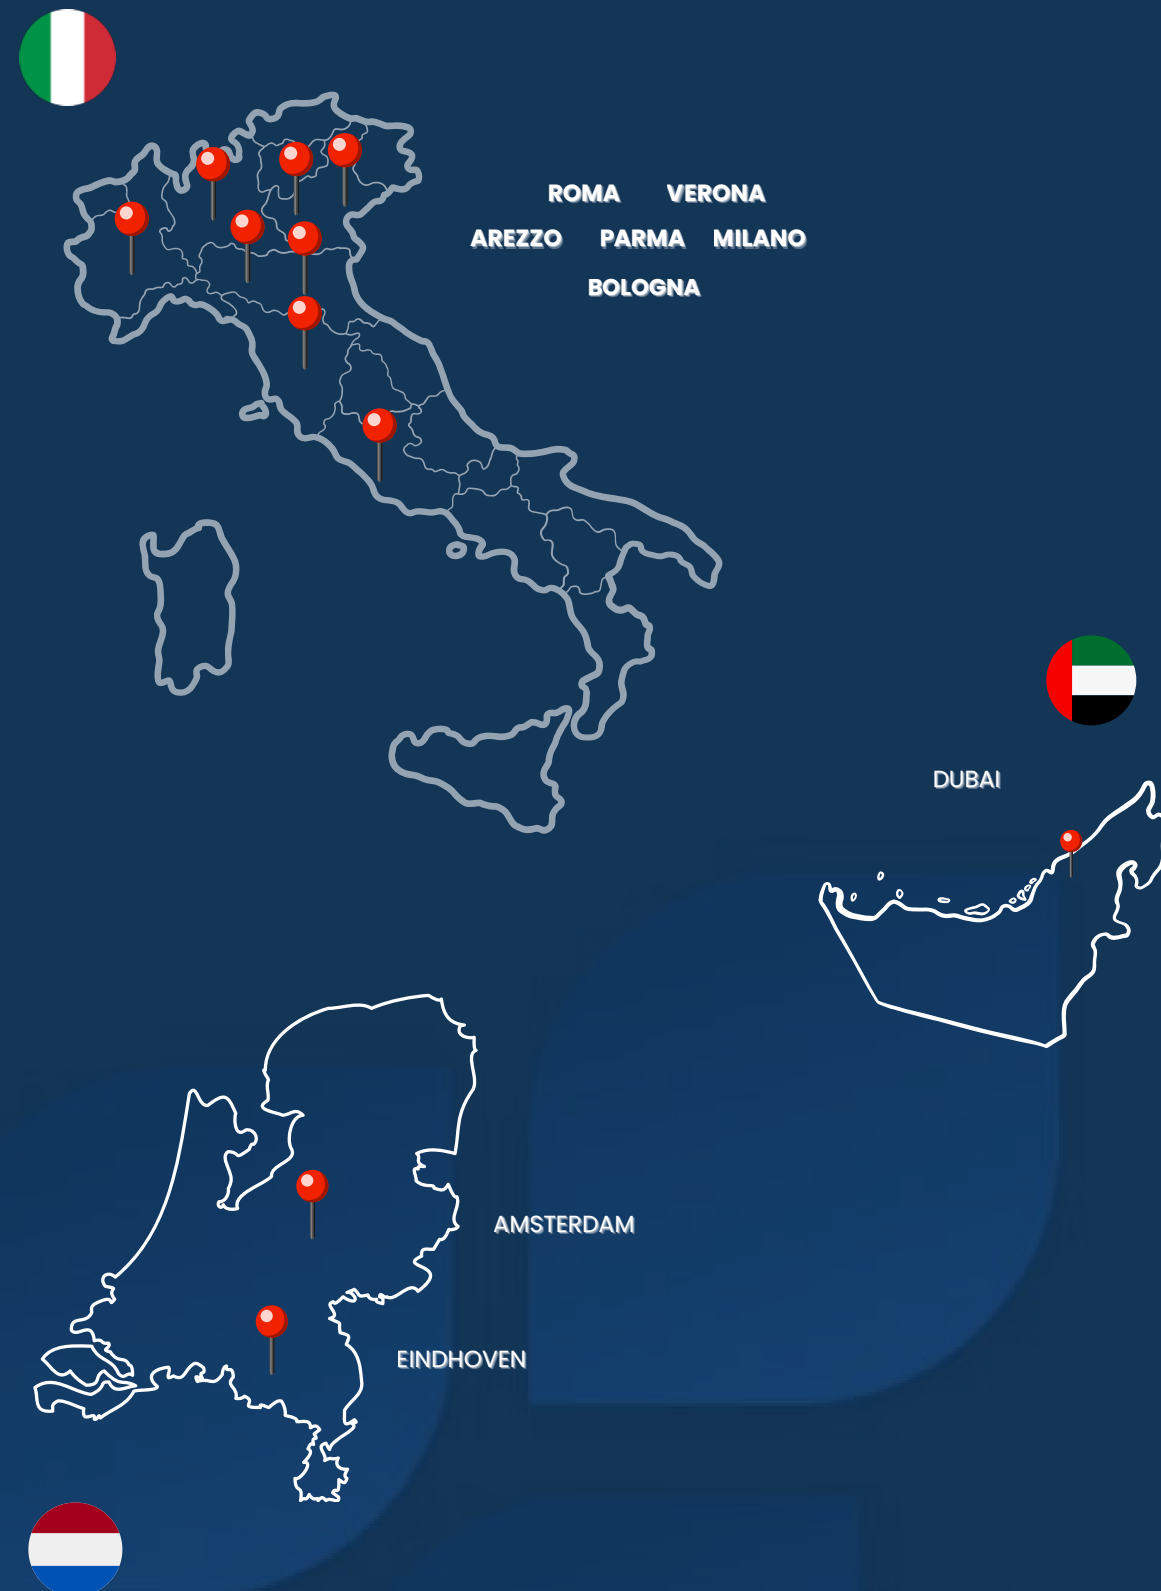 ROMA VERONA
AREZZO PARMA MILANO
BOLOGNA
DUBAI
AMSTERDAM
EINDHOVEN